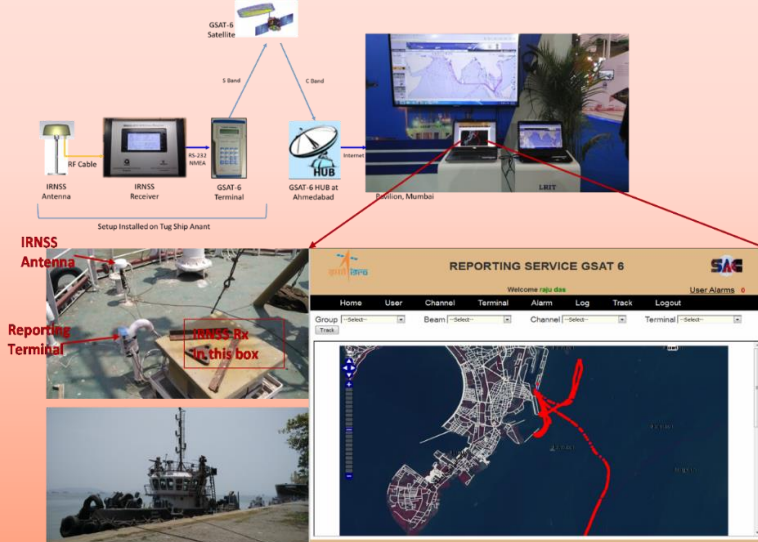 GSAT-6
Satellite
S Band
C Band
RF Cable
RS-232
NMEA
HUB
Internet
LRIT
IRNSS
Antenna
IRNSS
Receiver
GSAT-6
Terminal
GSAT-6 HUB at
Ahmedabad
Pavilion, Mumbai
Setup Installed on Tug Ship Anant
IRNSS
Antenna
Reporting
Terminal
IRNSS Rx
in this box
इसरो isro
REPORTING SERVICE GSAT 6
SAC
Welcome raju das
User Alarms 0
Home User Channel Terminal Alarm Log Track Logout
Group --Select-- Beam --Select-- Channel --Select-- Terminal --Select--
Track